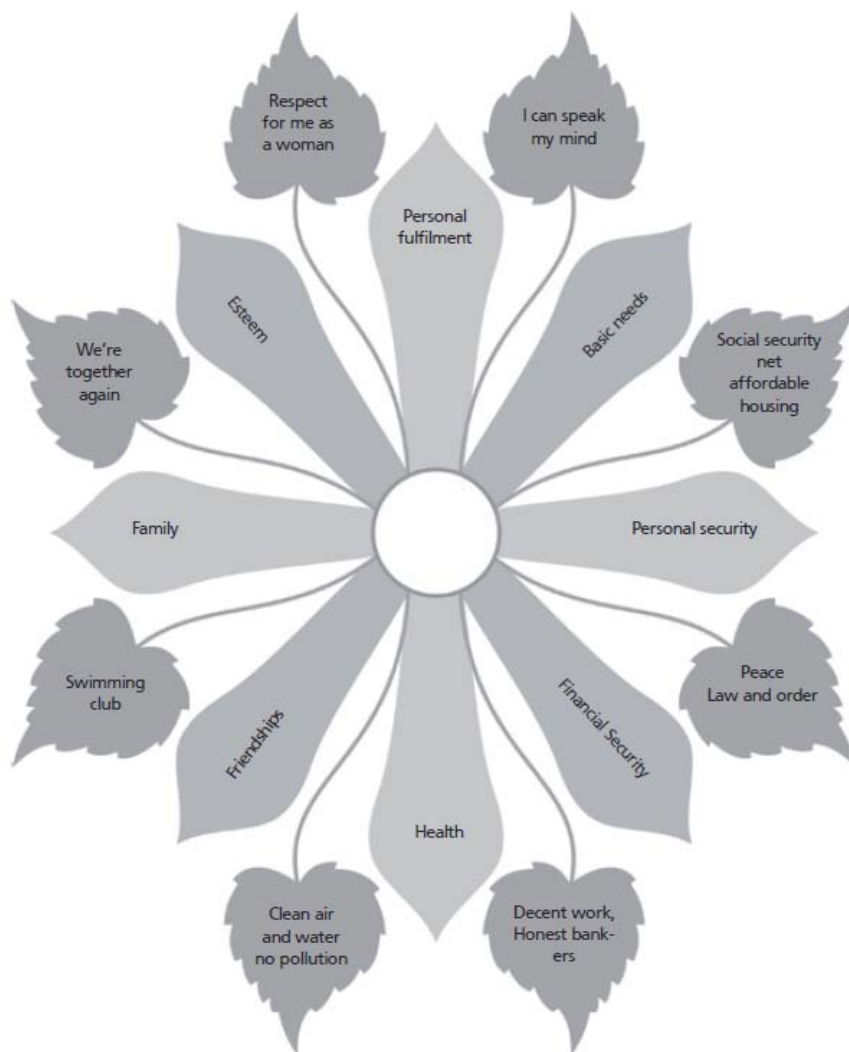 Respect
for me as
a woman
I can speak
my mind
Personal
fulfilment
Esteem
Basic needs
We're
together
again
Social security
net
affordable
housing
Family
Personal security
Swimming
club
Friendships
Financial Security
Peace
Law and order
Health
Clean air
and water
no pollution
Decent work,
Honest bank-
ers